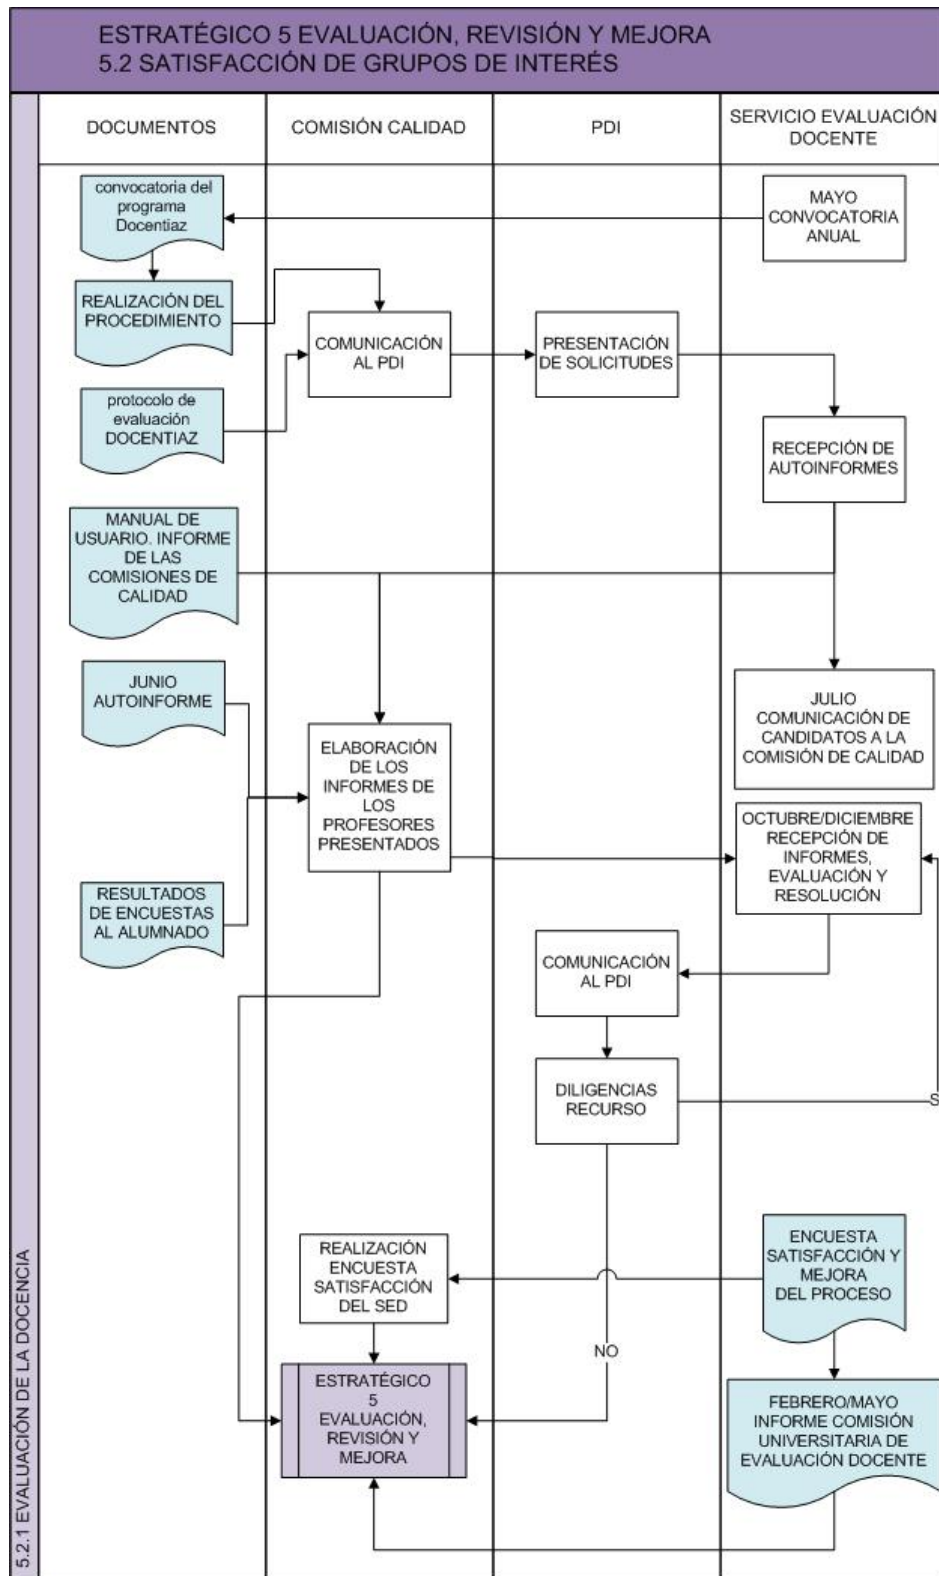 ESTRATÉGICO 5 EVALUACIÓN, REVISIÓN Y MEJORA
5.2 SATISFACCIÓN DE GRUPOS DE INTERÉS
DOCUMENTOS
COMISIÓN CALIDAD
PDI
SERVICIO EVALUACIÓN
DOCENTE
convocatoria del
programa
Docentiaz
MAYO
CONVOCATORIA
ANUAL
REALIZACIÓN DEL
PROCEDIMIENTO
COMUNICACIÓN
AL PDI
PRESENTACIÓN
DE SOLICITUDES
protocolo de
evaluación
DOCENTIAZ
RECEPCIÓN DE
AUTOINFORMES
MANUAL DE
USUARIO. INFORME
DE LAS
COMISIONES DE
CALIDAD
JUNIO
AUTOINFORME
JULIO
COMUNICACIÓN DE
CANDIDATOS A LA
COMISIÓN DE CALIDAD
ELABORACIÓN
DE LOS
INFORMES DE
LOS
PROFESORES
PRESENTADOS
OCTUBRE/DICIEMBRE
RECEPCIÓN DE
INFORMES,
EVALUACIÓN Y
RESOLUCIÓN
RESULTADOS
DE ENCUESTAS
AL ALUMNADO
COMUNICACIÓN
AL PDI
DILIGENCIAS
RECURSO
S
REALIZACIÓN
ENCUESTA
SATISFACCIÓN
DEL SED
ENCUESTA
SATISFACCIÓN Y
MEJORA
DEL PROCESO
NO
ESTRATÉGICO
5
EVALUACIÓN,
REVISIÓN Y
MEJORA
FEBRERO/MAYO
INFORME COMISIÓN
UNIVERSITARIA DE
EVALUACIÓN DOCENTE
5.2.1 EVALUACIÓN DE LA DOCENCIA